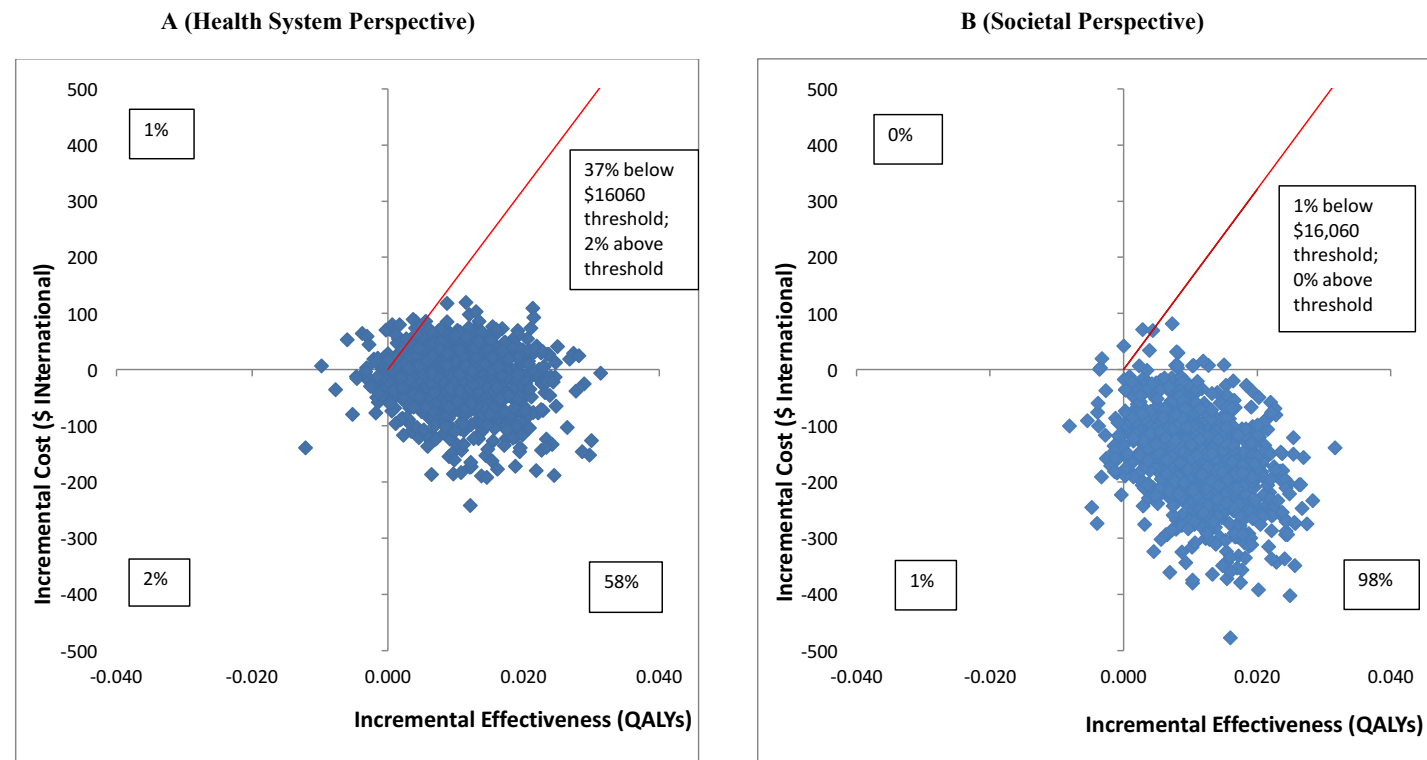 A (Health System Perspective)
500
400
300
200
100
0
-100
-200
-300
-400
-500
-0.040
-0.020
0.000
0.020
0.040
Incremental Cost ($ INternational)
Incremental Effectiveness (QALYs)
1%
37% below
$16060
threshold;
2% above
threshold
2%
58%
B (Societal Perspective)
500
400
300
200
100
0
-100
-200
-300
-400
-500
-0.040
-0.020
0.000
0.020
0.040
Incremental Cost ($ International)
Incremental Effectiveness (QALYs)
0%
1% below
$16,060
threshold;
0% above
threshold
1%
98%